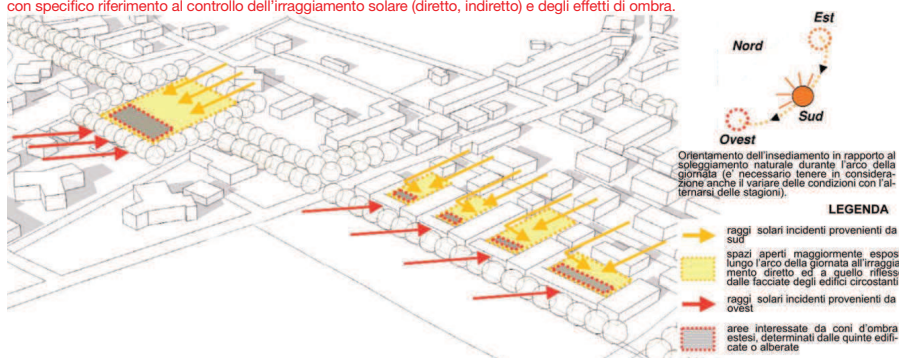 con specifico riferimento al controllo dell'irraggiamento solare (diretto, indiretto) e degli effetti di ombra.
Est
Nord
Sud
Ovest
Orientamento dell'insediamento in rapporto al
soleggiamento naturale durante l'arco della
giornata (e' necessario tenere in considera-
zione anche il variare delle condizioni con l'al-
ternarsi delle stagioni).
LEGENDA
raggi solari incidenti provenienti da
sud
spazi aperti maggiormente espos
lungo l'arco della giornata all'irraggia
mento diretto ed a quello rifless
dalle facciate degli edifici circostanti
raggi solari incidenti provenienti da
ovest
aree interessate da coni d'ombra
estesi, determinati dalle quinte edifi-
cate o alberate